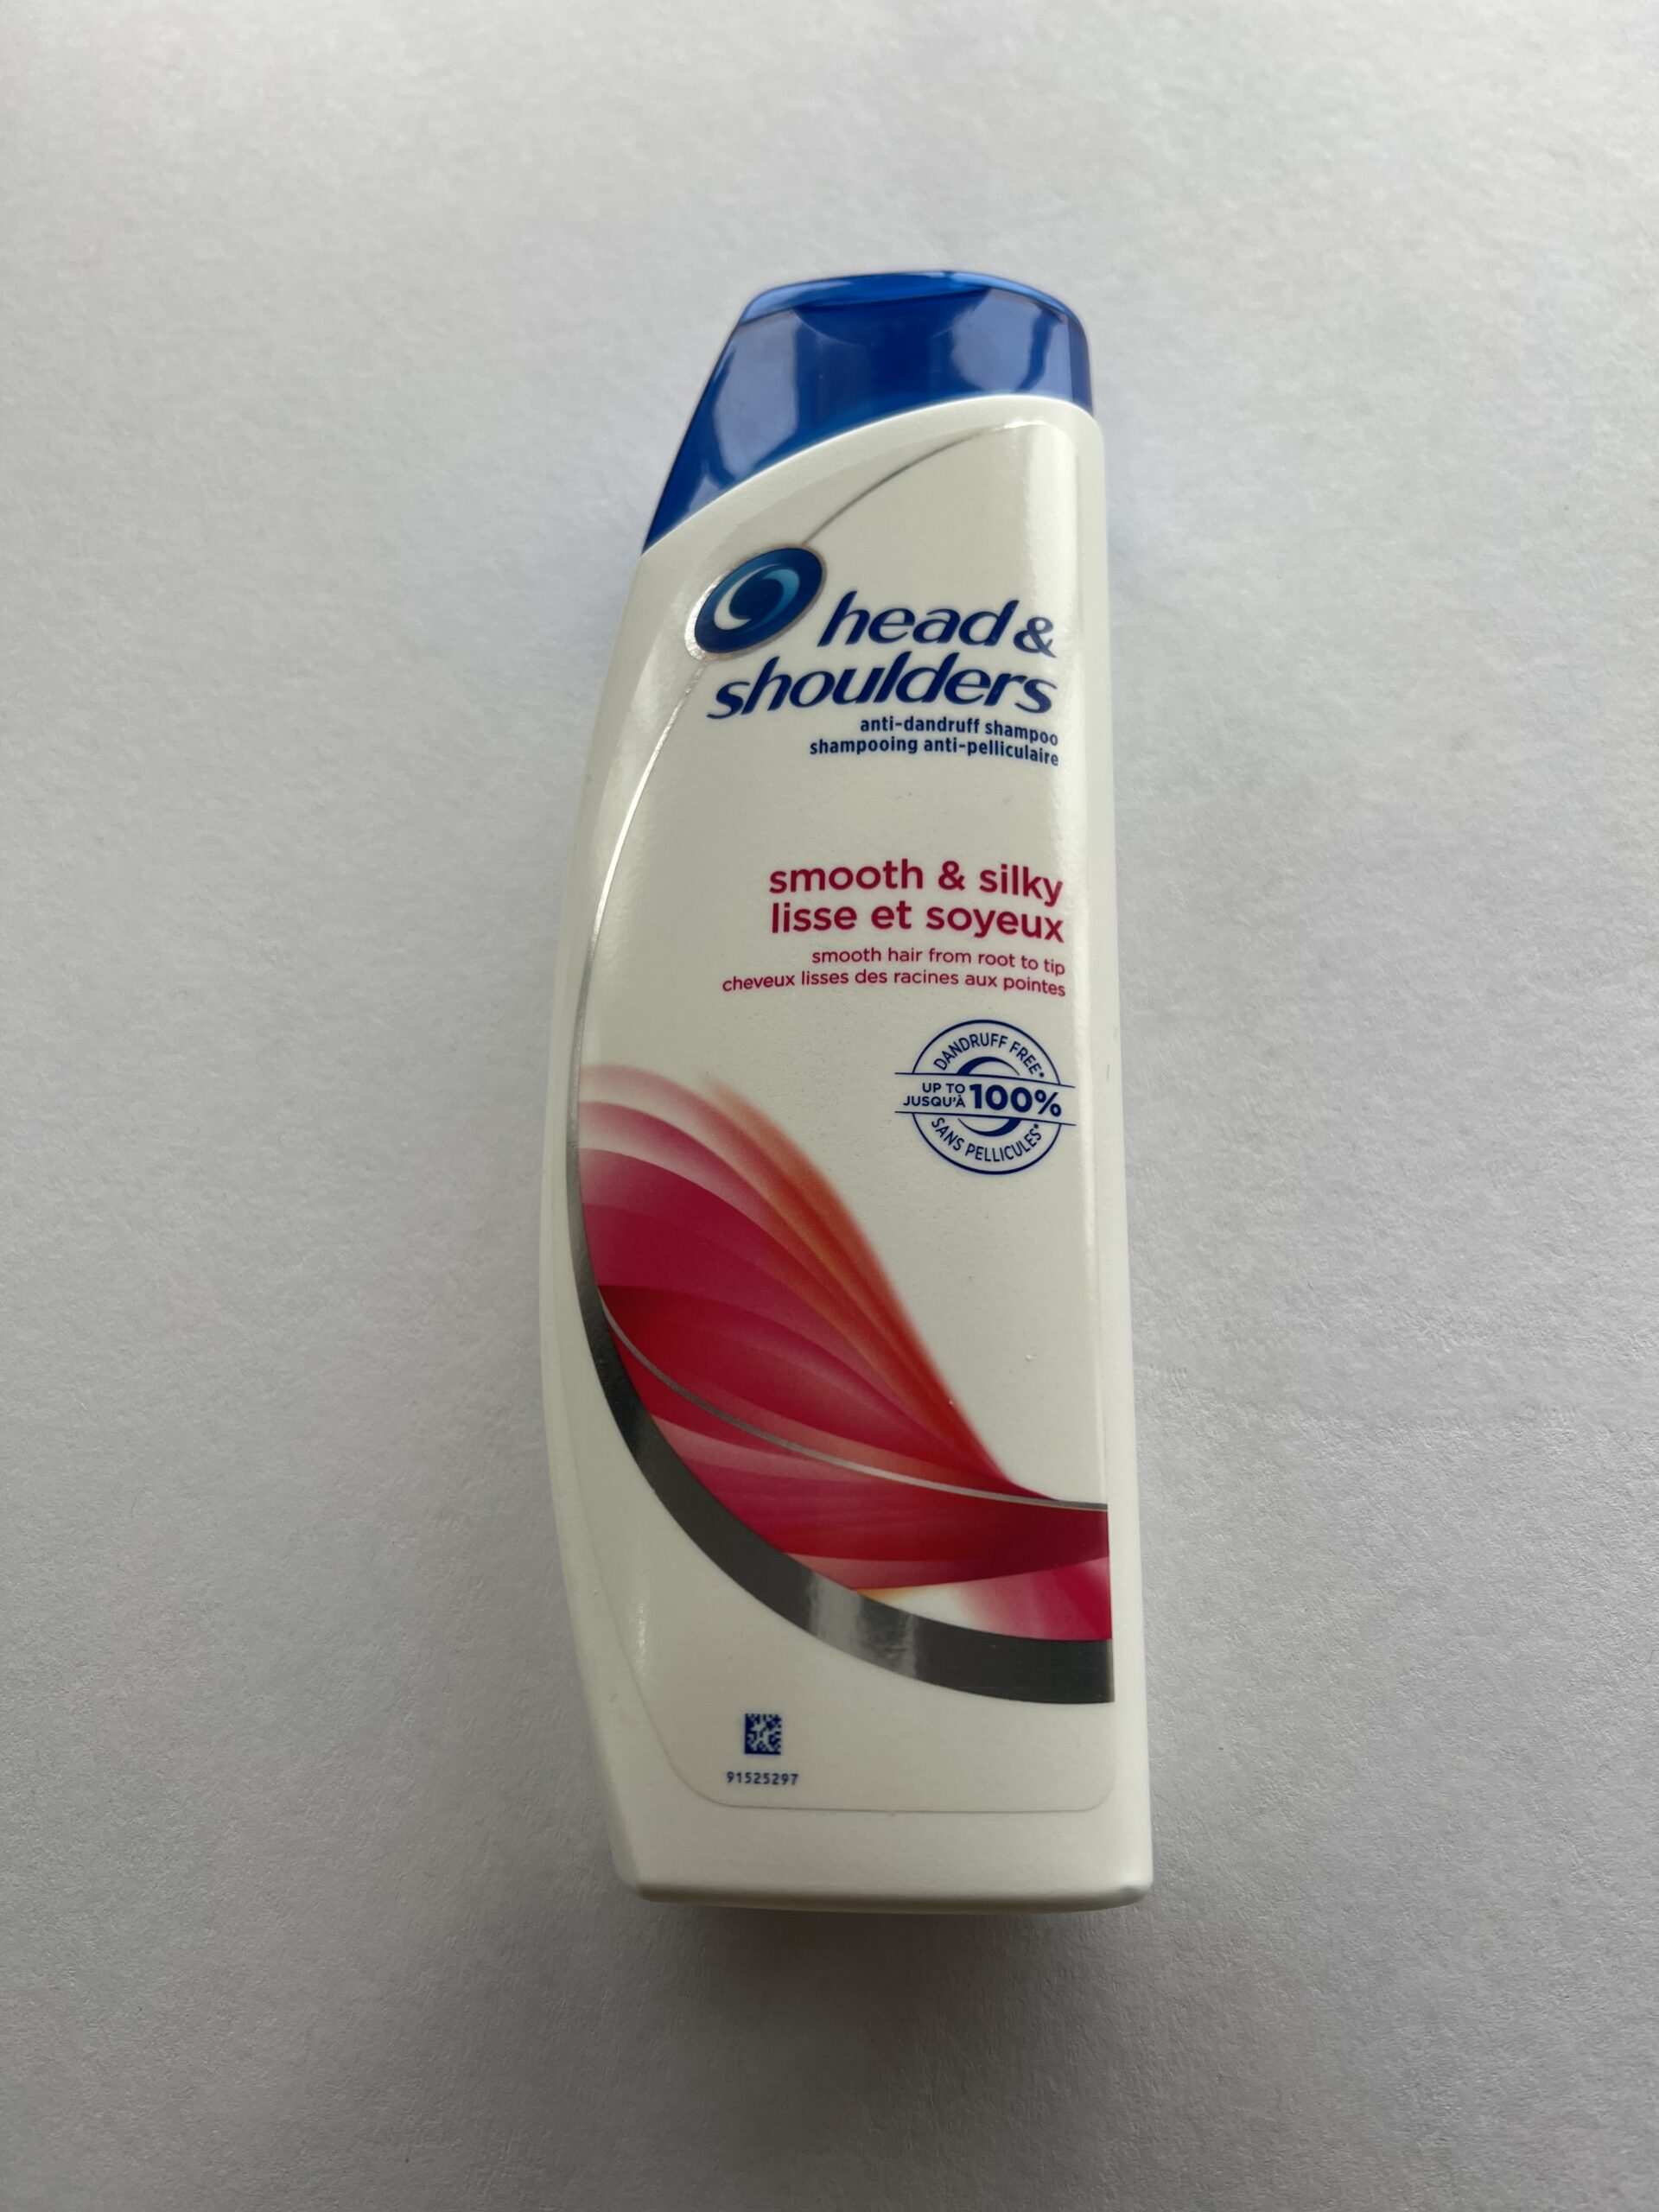 head &
shoulders
anti-dandruff shampoo
shampooing anti-pelliculaire
smooth & silky
lisse et soyeux
smooth hair from root to tip
cheveux lisses des racines aux pointes
DANDRUFF FREE*
UP TO
JUSQU'À
100%
SANS PELLICULES*
91525297